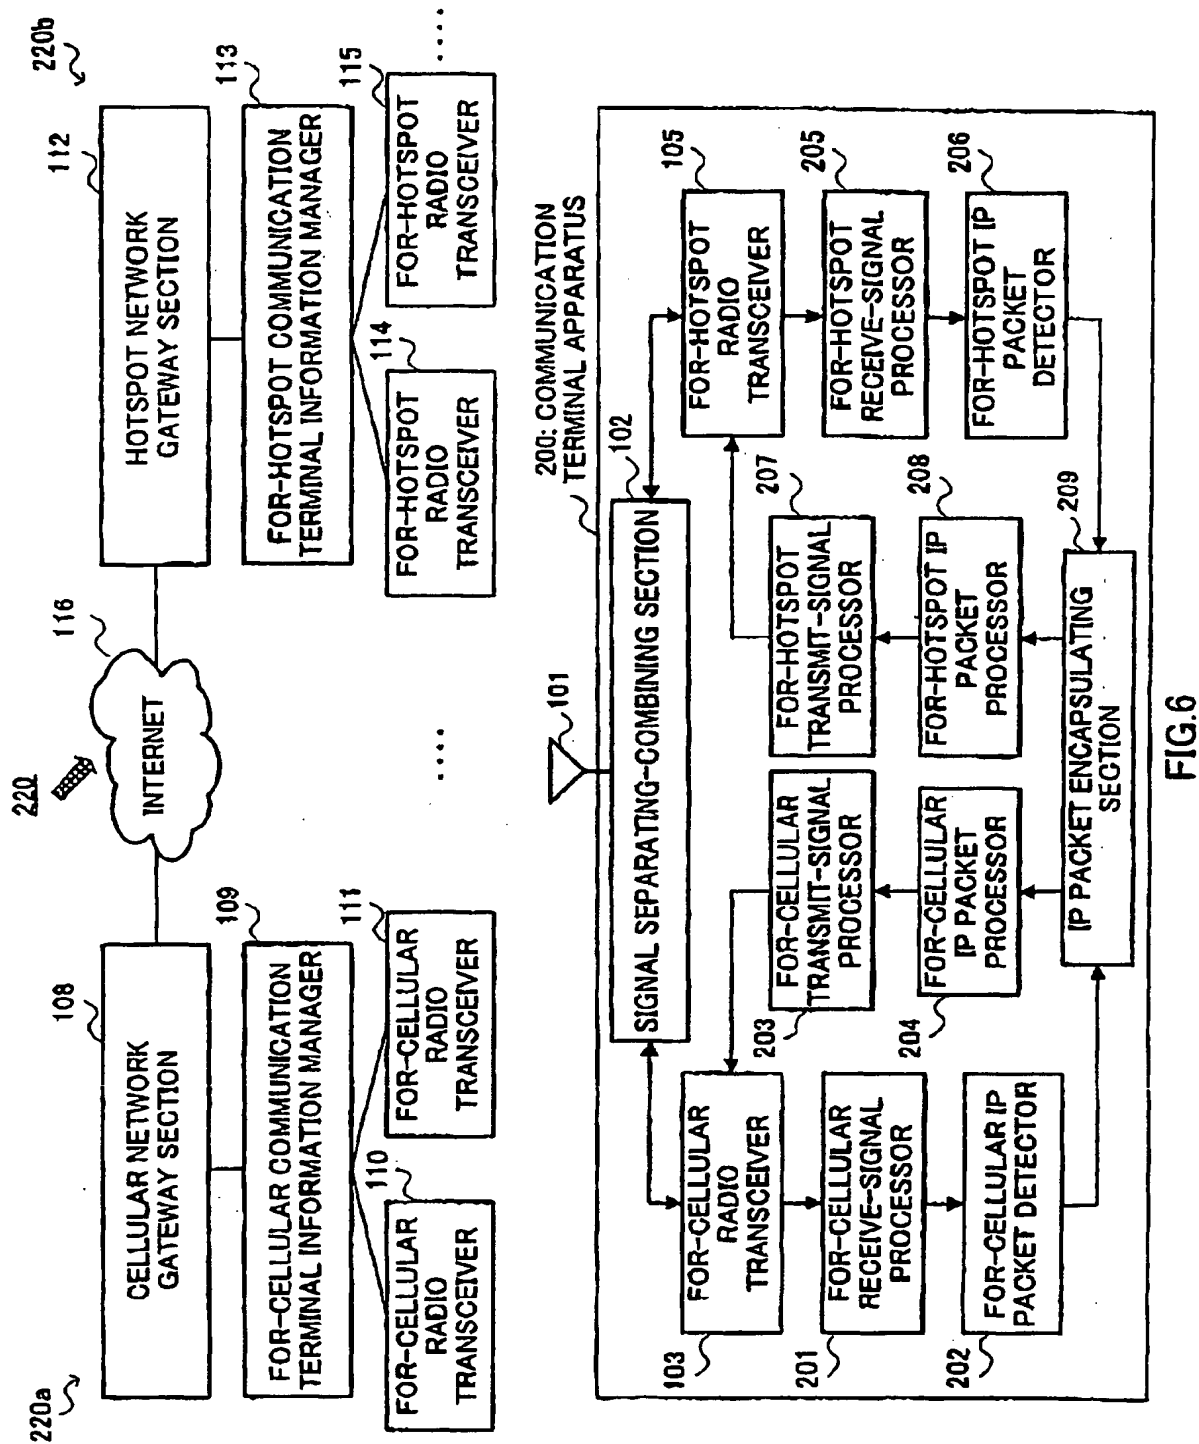 220
220a
220b
116
INTERNET
108
CELLULAR NETWORK
GATEWAY SECTION
112
HOTSPOT NETWORK
GATEWAY SECTION
109
FOR-CELLULAR COMMUNICATION
TERMINAL INFORMATION MANAGER
113
FOR-HOTSPOT COMMUNICATION
TERMINAL INFORMATION MANAGER
110
FOR-CELLULAR
RADIO
TRANSCEIVER
111
FOR-CELLULAR
RADIO
TRANSCEIVER
....
114
FOR-HOTSPOT
RADIO
TRANSCEIVER
115
FOR-HOTSPOT
RADIO
TRANSCEIVER
....
101
200: COMMUNICATION
TERMINAL APPARATUS
102
SIGNAL SEPARATING-COMBINING SECTION
103
FOR-CELLULAR
RADIO
TRANSCEIVER
105
FOR-HOTSPOT
RADIO
TRANSCEIVER
201
FOR-CELLULAR
RECEIVE-SIGNAL
PROCESSOR
203
FOR-CELLULAR
TRANSMIT-SIGNAL
PROCESSOR
207
FOR-HOTSPOT
TRANSMIT-SIGNAL
PROCESSOR
205
FOR-HOTSPOT
RECEIVE-SIGNAL
PROCESSOR
202
FOR-CELLULAR IP
PACKET DETECTOR
204
FOR-CELLULAR
IP PACKET
PROCESSOR
208
FOR-HOTSPOT IP
PACKET
PROCESSOR
206
FOR-HOTSPOT IP
PACKET
DETECTOR
209
IP PACKET ENCAPSULATING
SECTION
FIG.6